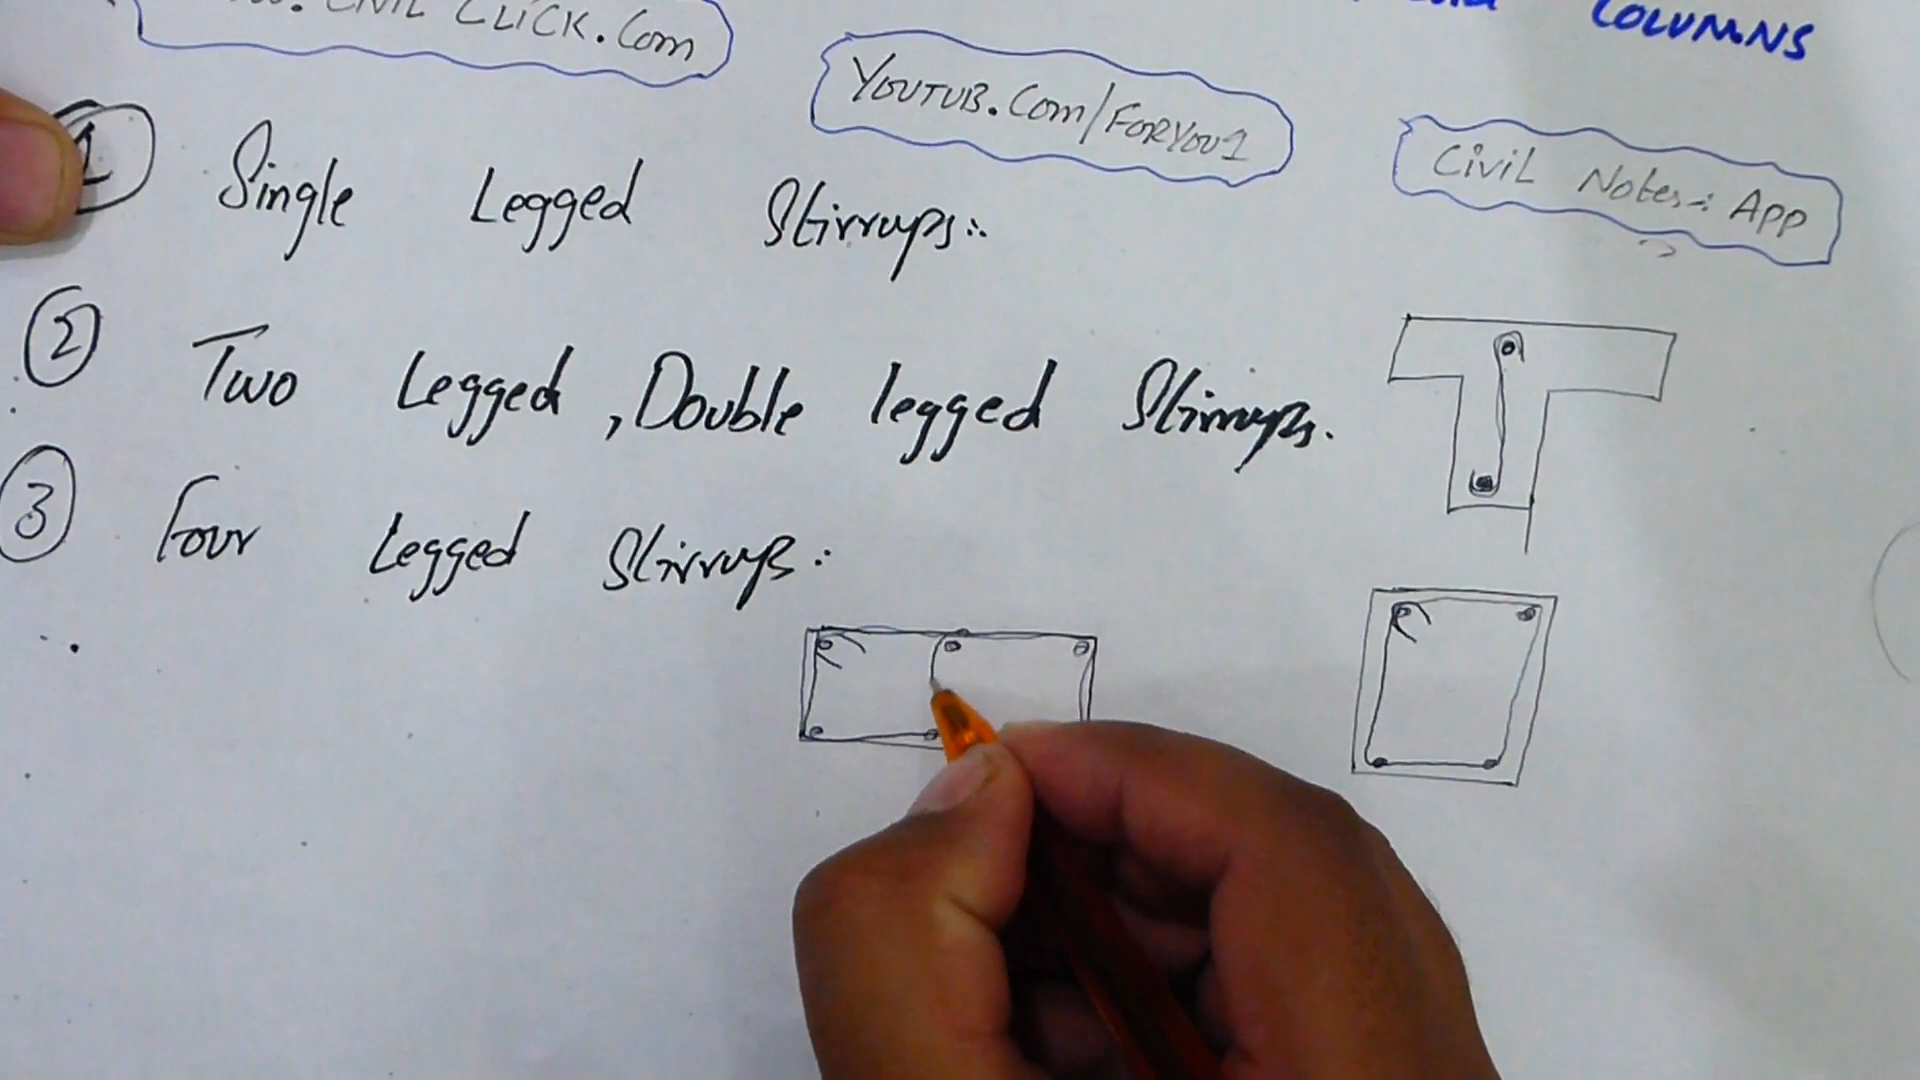 CIVIL CLICK.Com
COLUMNS
YOUTUB.Com/FORYOU1
Civil Notes:- App
1 Single Legged Stirrups:-
2 Two Legged, Double legged Stirrups.
3 Four Legged Stirrups: